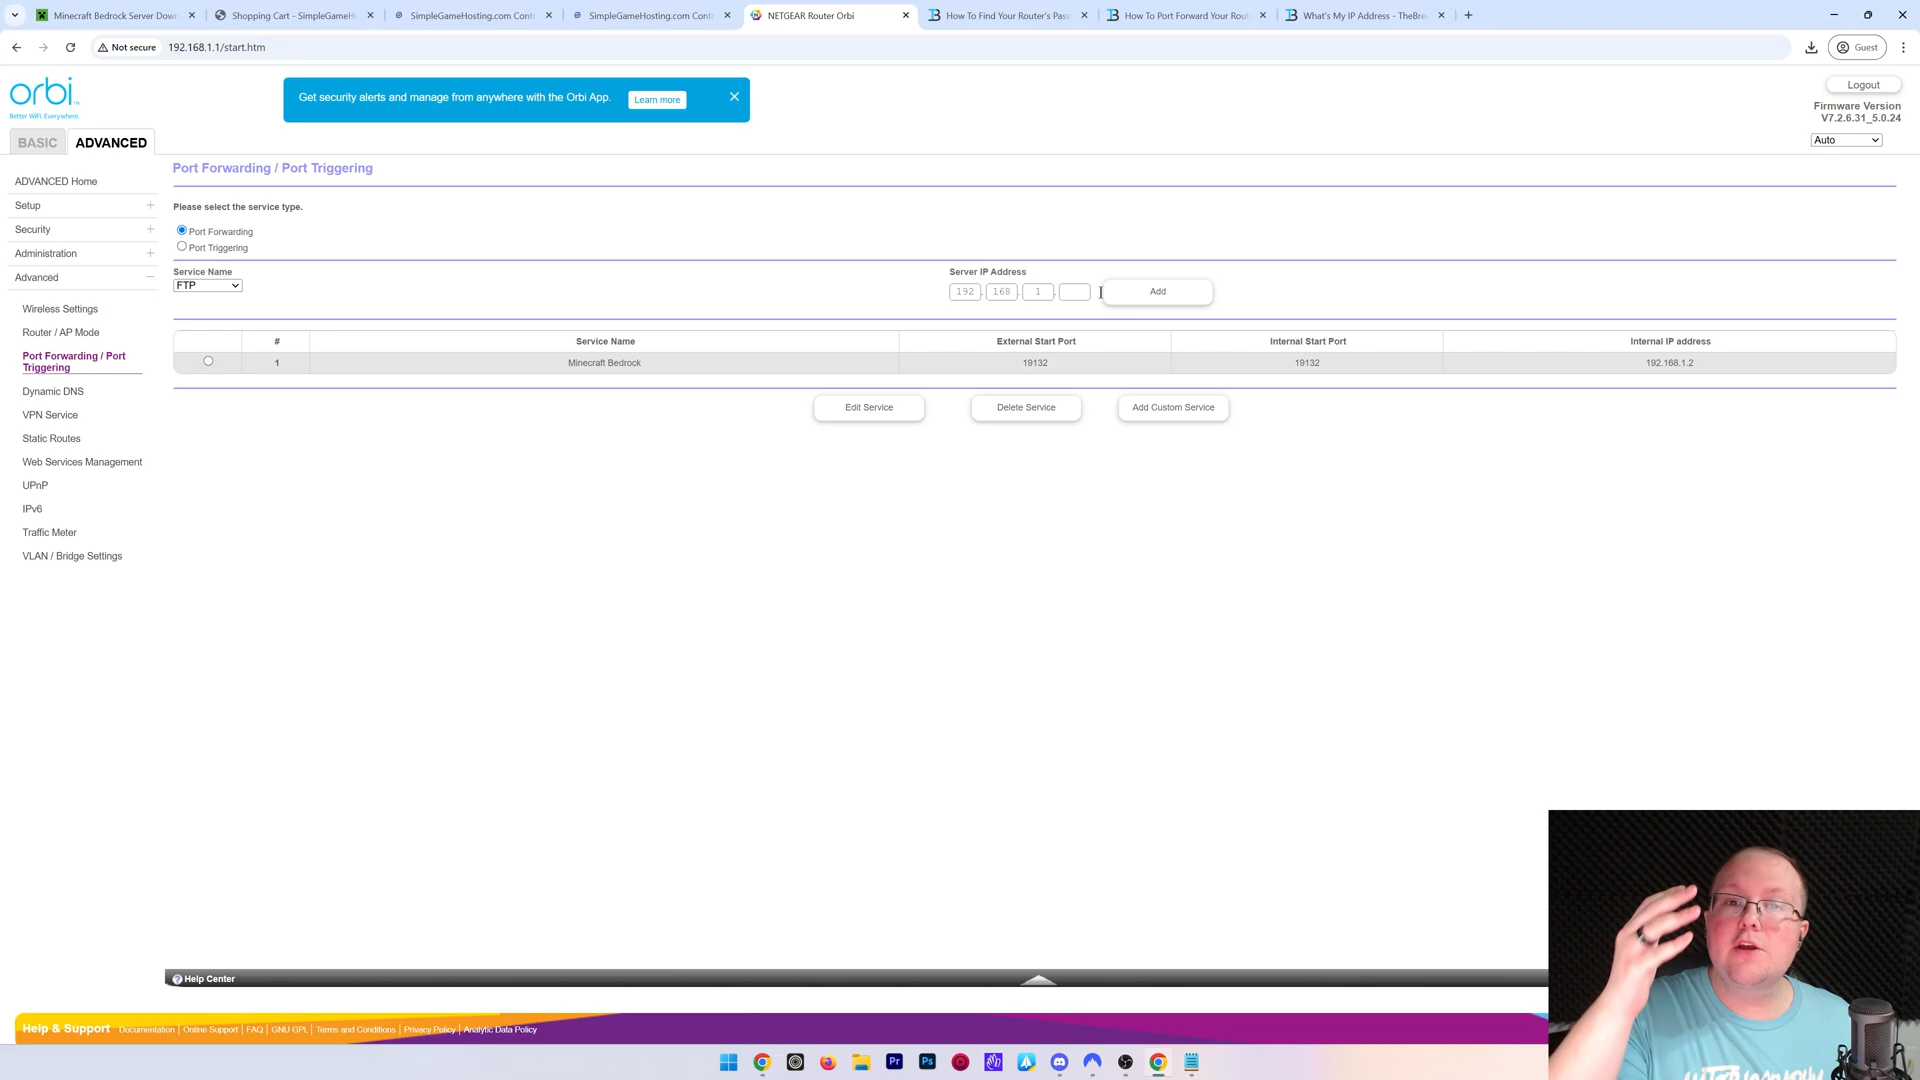 Minecraft Bedrock Server Down
Shopping Cart - SimpleGameH
SimpleGameHosting.com Cont
SimpleGameHosting.com Cont
NETGEAR Router Orbi
How To Find Your Router's Pas
How To Port Forward Your Rou
What's My IP Address - TheBre
Not secure
192.168.1.1/start.htm
Guest
orbi
Better WiFi. Everywhere.
Get security alerts and manage from anywhere with the Orbi App.
Learn more
Logout
Firmware Version
V7.2.6.31_5.0.24
Auto
BASIC
ADVANCED
ADVANCED Home
Setup
Security
Administration
Advanced
Wireless Settings
Router / AP Mode
Port Forwarding / Port
Triggering
Dynamic DNS
VPN Service
Static Routes
Web Services Management
UPnP
IPv6
Traffic Meter
VLAN / Bridge Settings
Port Forwarding / Port Triggering
Please select the service type.
Port Forwarding
Port Triggering
Service Name
FTP
Server IP Address
192 . 168 . 1 .
Add
# Service Name External Start Port Internal Start Port Internal IP address
1 Minecraft Bedrock 19132 19132 192.168.1.2
Edit Service
Delete Service
Add Custom Service
Help Center
Help & Support Documentation | Online Support | FAQ | GNU GPL | Terms and Conditions | Privacy Policy | Analytic Data Policy
Pr
Ps